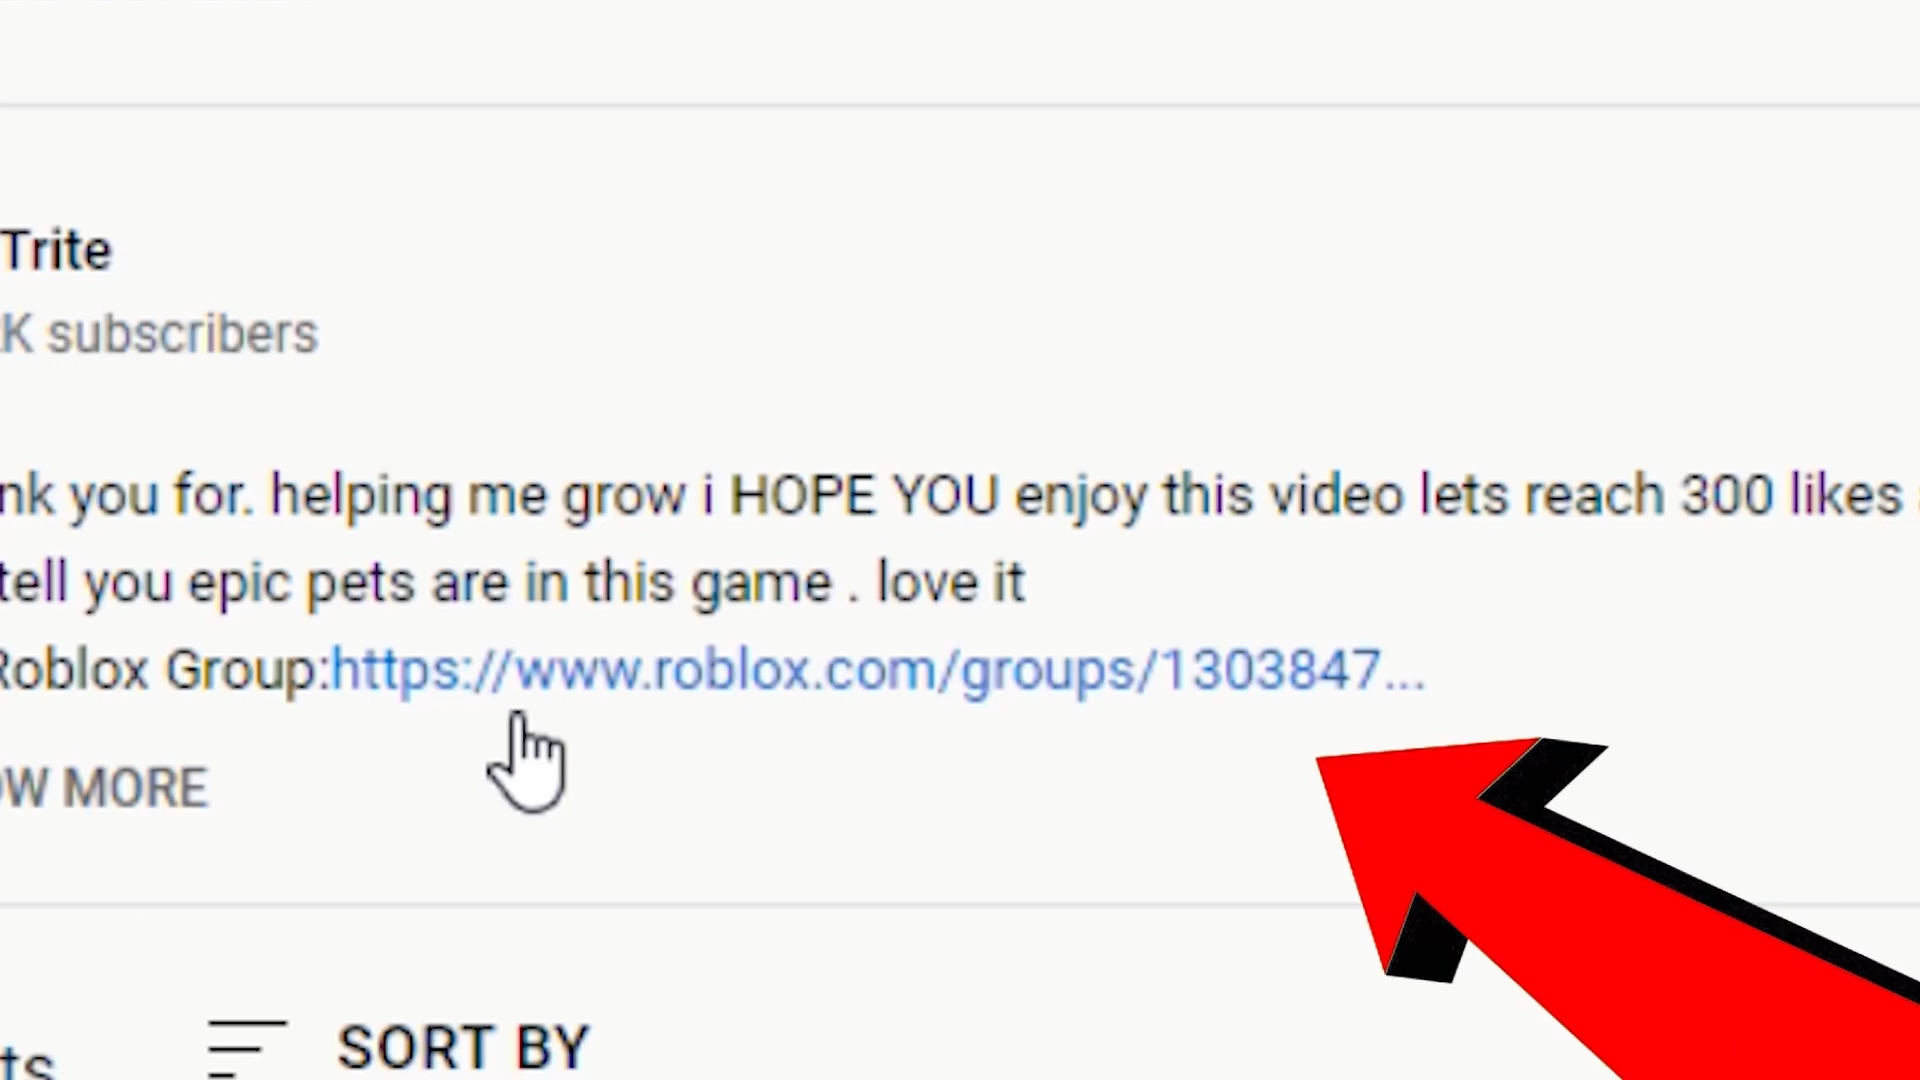 Trite
K subscribers
nk you for. helping me grow i HOPE YOU enjoy this video lets reach 300 likes
tell you epic pets are in this game . love it
Roblox Group:https://www.roblox.com/groups/1303847...
OW MORE
ts
SORT BY